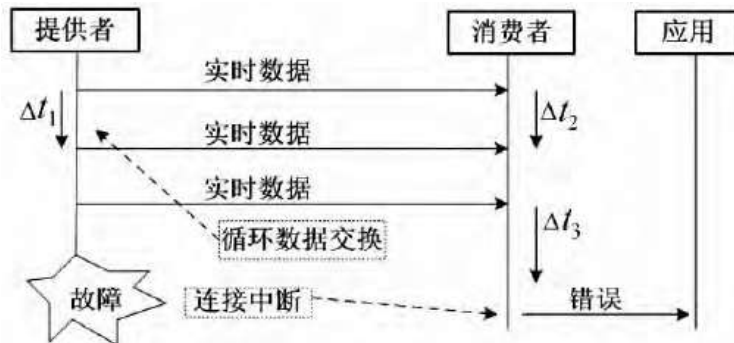 提供者
消费者
应用
实时数据
Δt₁
Δt₂
实时数据
实时数据
循环数据交换
Δt₃
故障
连接中断
错误